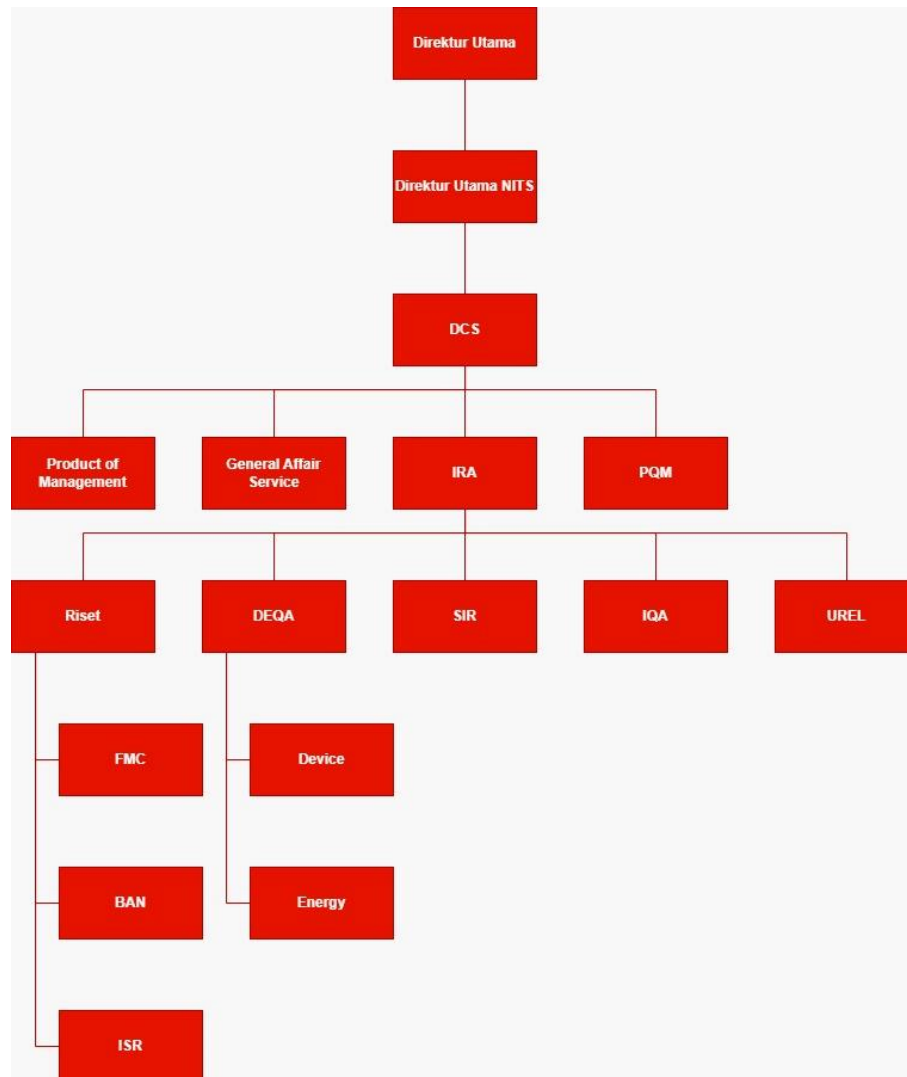 Direktur Utama
Direktur Utama NITS
DCS
Product of
Management
General Affair
Service
IRA
PQM
Riset
DEQA
SIR
IQA
UREL
FMC
Device
BAN
Energy
ISR